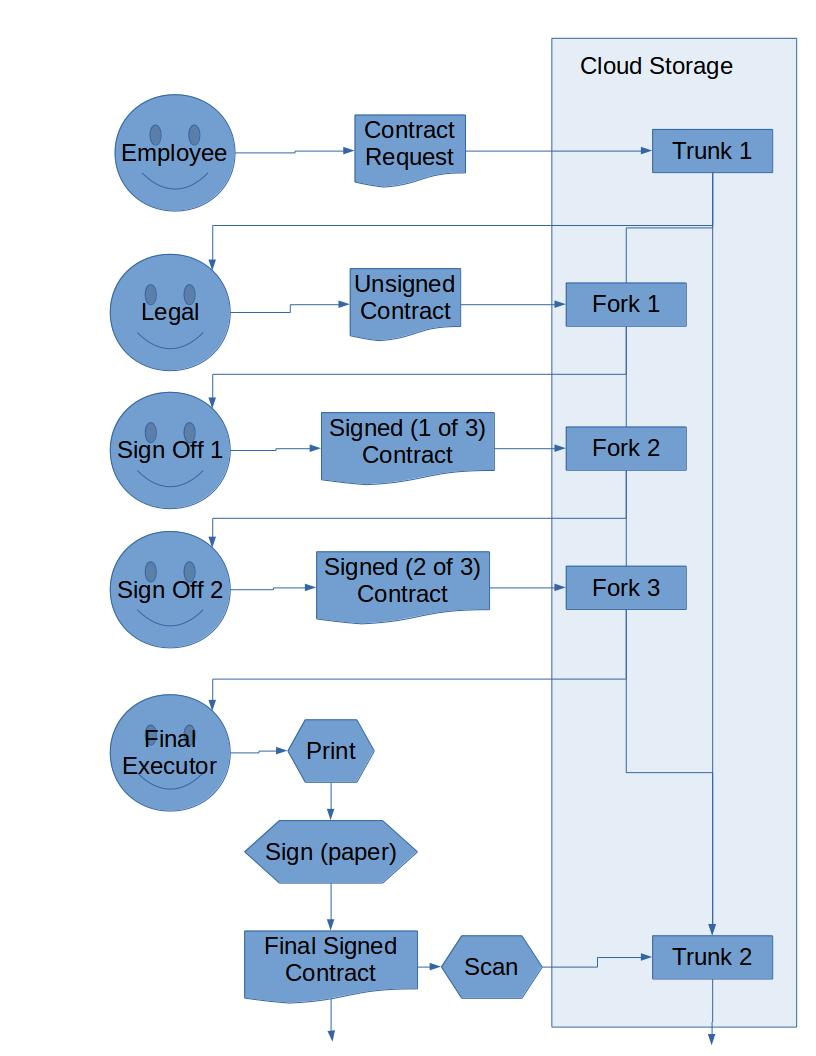 Cloud Storage
Employee
Contract
Request
Trunk 1
Legal
Unsigned
Contract
Fork 1
Sign Off 1
Signed (1 of 3)
Contract
Fork 2
Sign Off 2
Signed (2 of 3)
Contract
Fork 3
Final
Executor
Print
Sign (paper)
Final Signed
Contract
Scan
Trunk 2